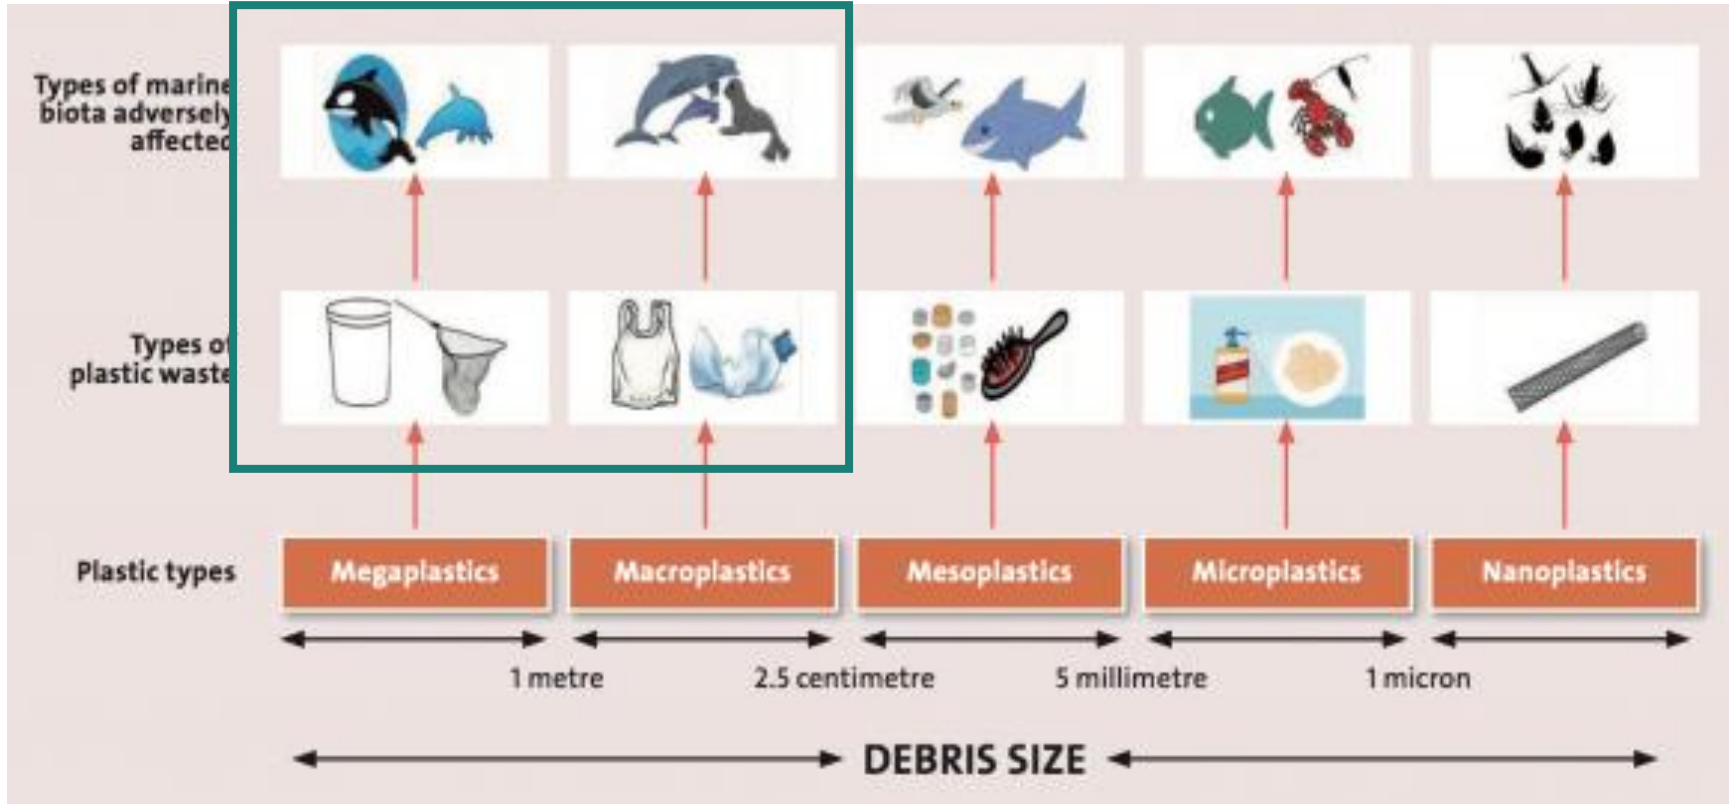 Types of marine
biota adversely
affected
Types of
plastic waste
Plastic types
Megaplastics
Macroplastics
Mesoplastics
Microplastics
Nanoplastics
1 metre
2.5 centimetre
5 millimetre
1 micron
DEBRIS SIZE